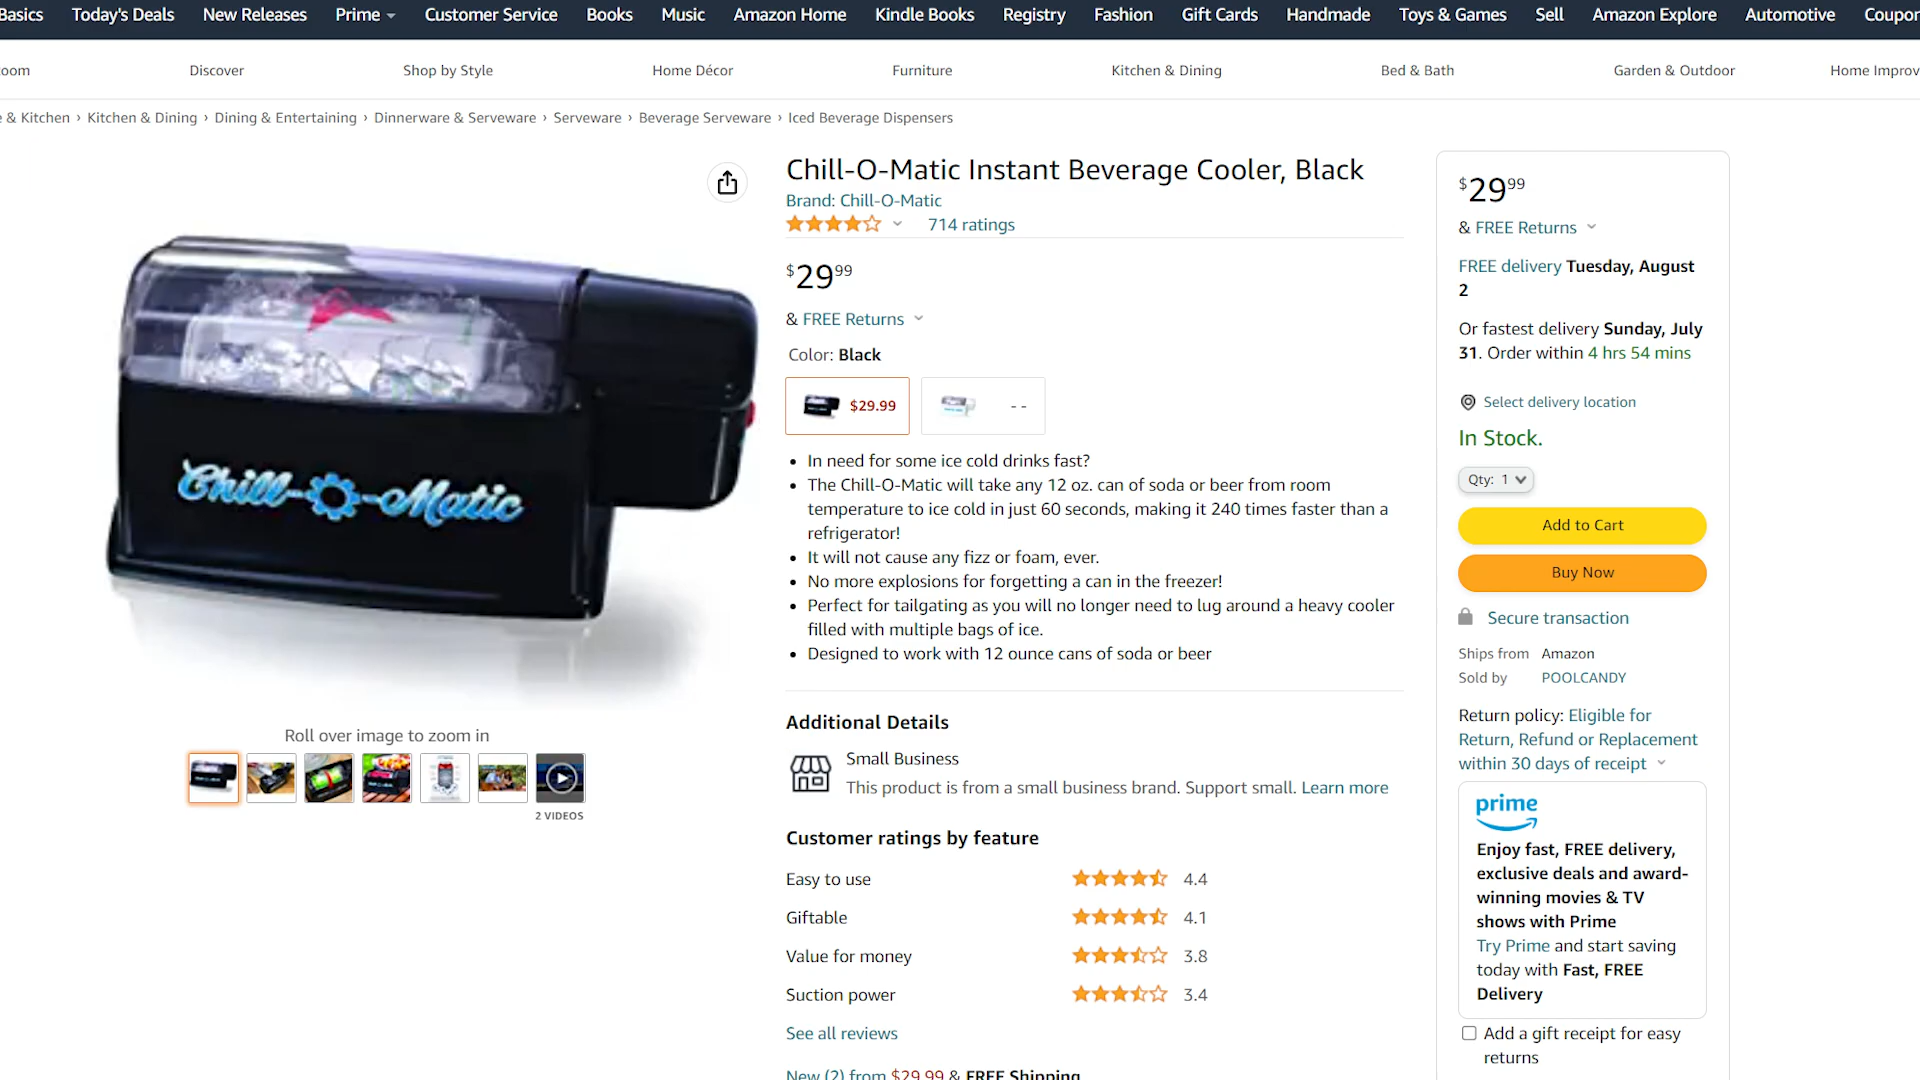 Basics Today's Deals New Releases Prime Customer Service Books Music Amazon Home Kindle Books Registry Fashion Gift Cards Handmade Toys & Games Sell Amazon Explore Automotive Coupon
oom Discover Shop by Style Home Décor Furniture Kitchen & Dining Bed & Bath Garden & Outdoor Home Improv
e & Kitchen › Kitchen & Dining › Dining & Entertaining › Dinnerware & Serveware › Serveware › Beverage Serveware › Iced Beverage Dispensers
Chill-O-Matic
Roll over image to zoom in
2 VIDEOS
Chill-O-Matic Instant Beverage Cooler, Black
Brand: Chill-O-Matic
714 ratings
$29 99
& FREE Returns
Color: Black
$29.99 - -
• In need for some ice cold drinks fast?
• The Chill-O-Matic will take any 12 oz. can of soda or beer from room
temperature to ice cold in just 60 seconds, making it 240 times faster than a
refrigerator!
• It will not cause any fizz or foam, ever.
• No more explosions for forgetting a can in the freezer!
• Perfect for tailgating as you will no longer need to lug around a heavy cooler
filled with multiple bags of ice.
• Designed to work with 12 ounce cans of soda or beer
Additional Details
Small Business
This product is from a small business brand. Support small. Learn more
Customer ratings by feature
Easy to use 4.4
Giftable 4.1
Value for money 3.8
Suction power 3.4
See all reviews
New (2) from $29.99 & FREE Shipping
$29 99
& FREE Returns
FREE delivery Tuesday, August
2
Or fastest delivery Sunday, July
31. Order within 4 hrs 54 mins
Select delivery location
In Stock.
Qty: 1
Add to Cart
Buy Now
Secure transaction
Ships from Amazon
Sold by POOLCANDY
Return policy: Eligible for
Return, Refund or Replacement
within 30 days of receipt
prime
Enjoy fast, FREE delivery,
exclusive deals and award-
winning movies & TV
shows with Prime
Try Prime and start saving
today with Fast, FREE
Delivery
Add a gift receipt for easy
returns